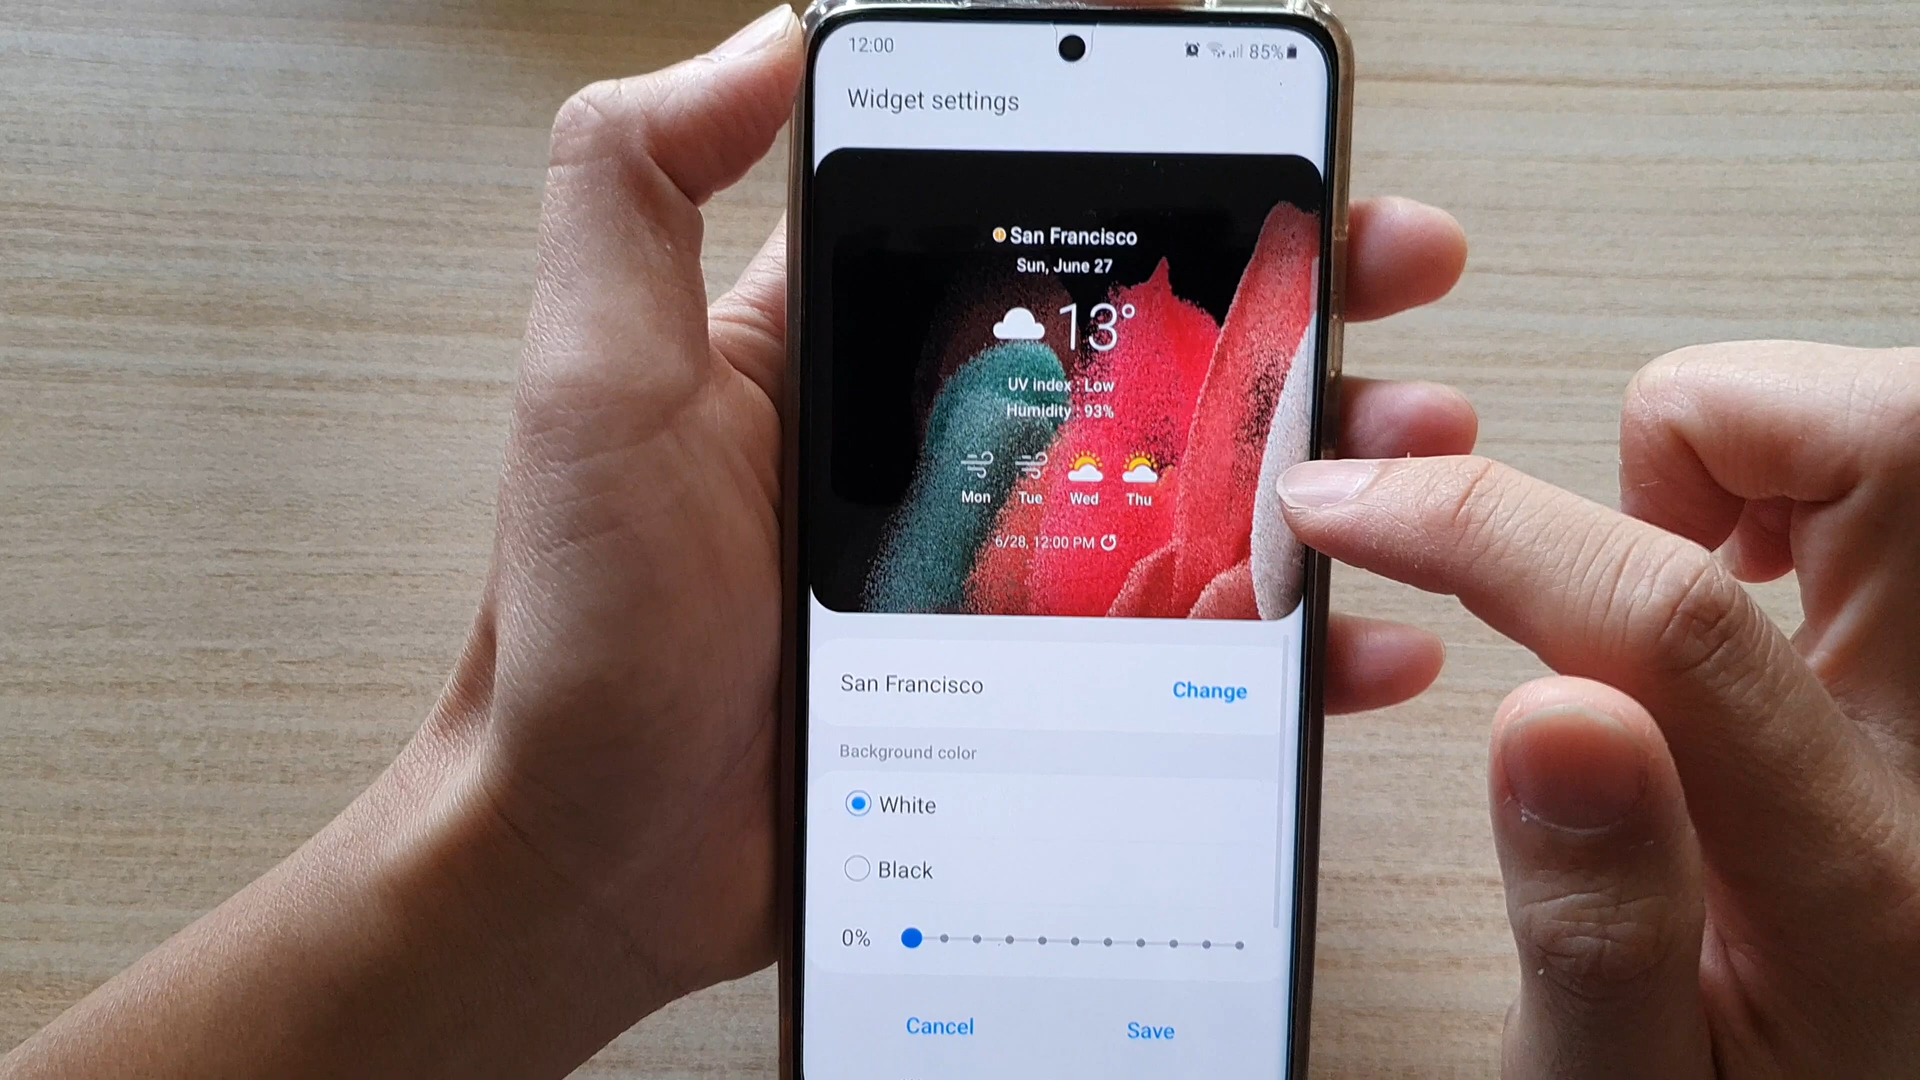 12:00 85%
Widget settings
San Francisco
Sun, June 27
13°
UV index : Low
Humidity : 93%
Mon Tue Wed Thu
6/28, 12:00 PM
San Francisco Change
Background color
White
Black
0%
Cancel Save